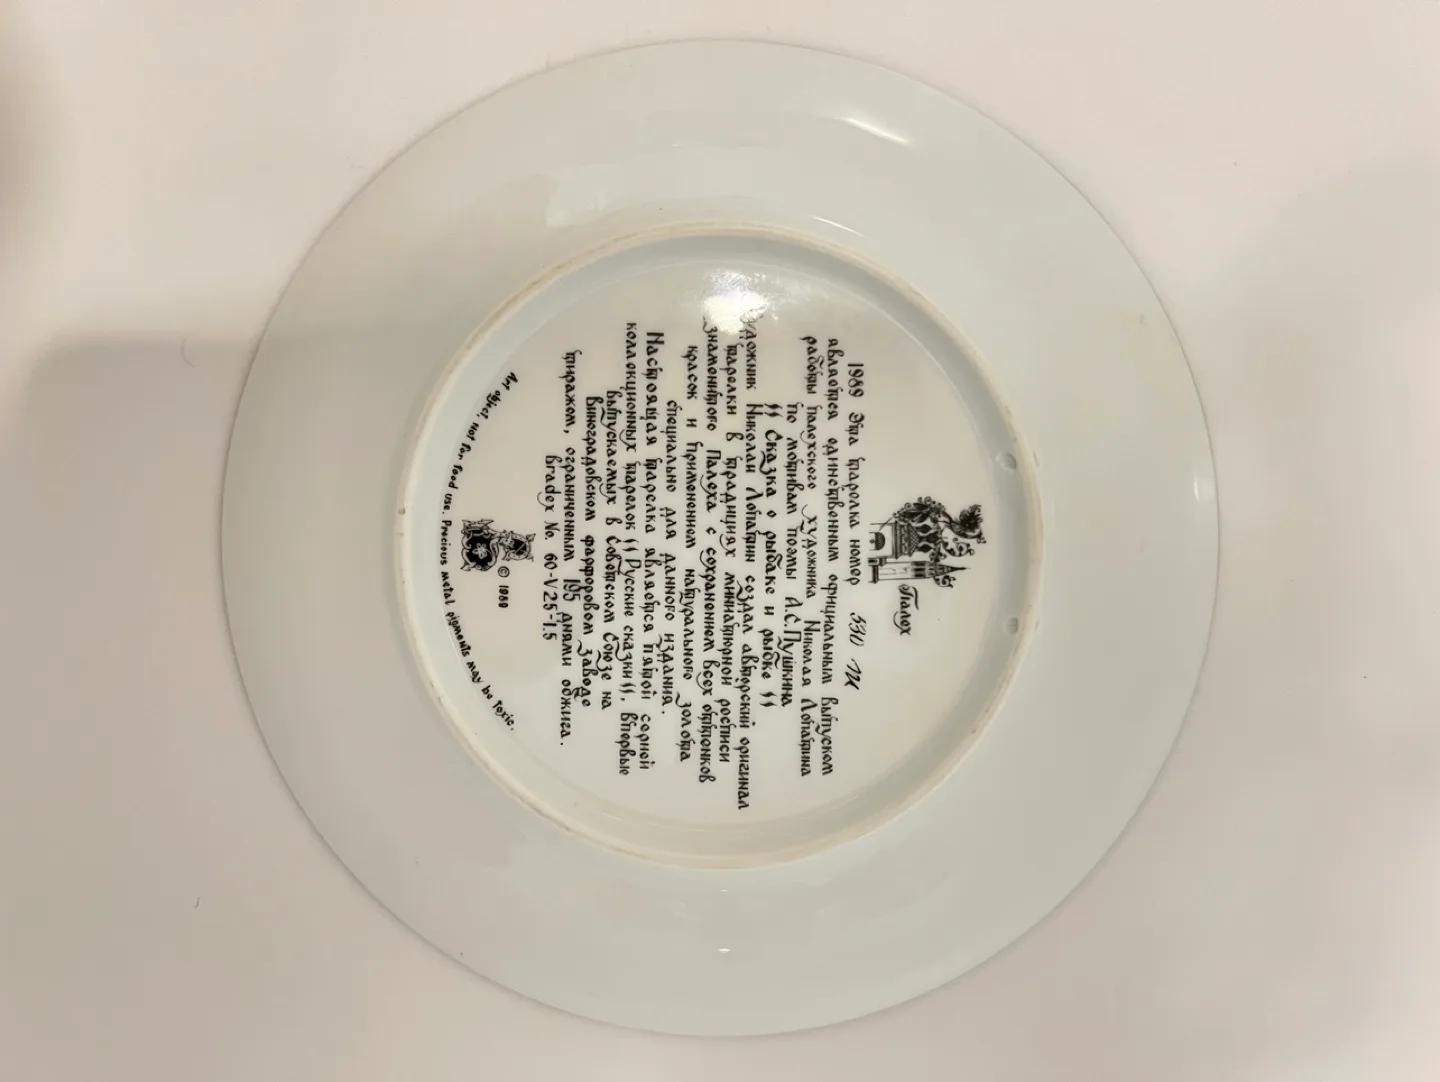 Палех
1989 Эта тарелка номер 530
является единственным официальным выпуском
работы палехского художника Николая Лопатина
по мотивам поэмы А.С.Пушкина
"Сказка о рыбаке и рыбке"
Художник Николай Лопатин создал авторский оригинал
тарелки в традициях миниатюрной росписи
знаменитого Палеха с сохранением всех оттенков
красок и применением натурального золота
специально для данного издания.
Настоящая тарелка является пятой серией
коллекционных тарелок "Русские сказки", впервые
выпускаемых в Советском Союзе на
Виноградовском фарфоровом заводе
тиражом, ограниченным 195 днями обжига.
Bradex No. 60-V25-1.5
© 1989
Art object. Not for food use. Precious metal pigments may be toxic.